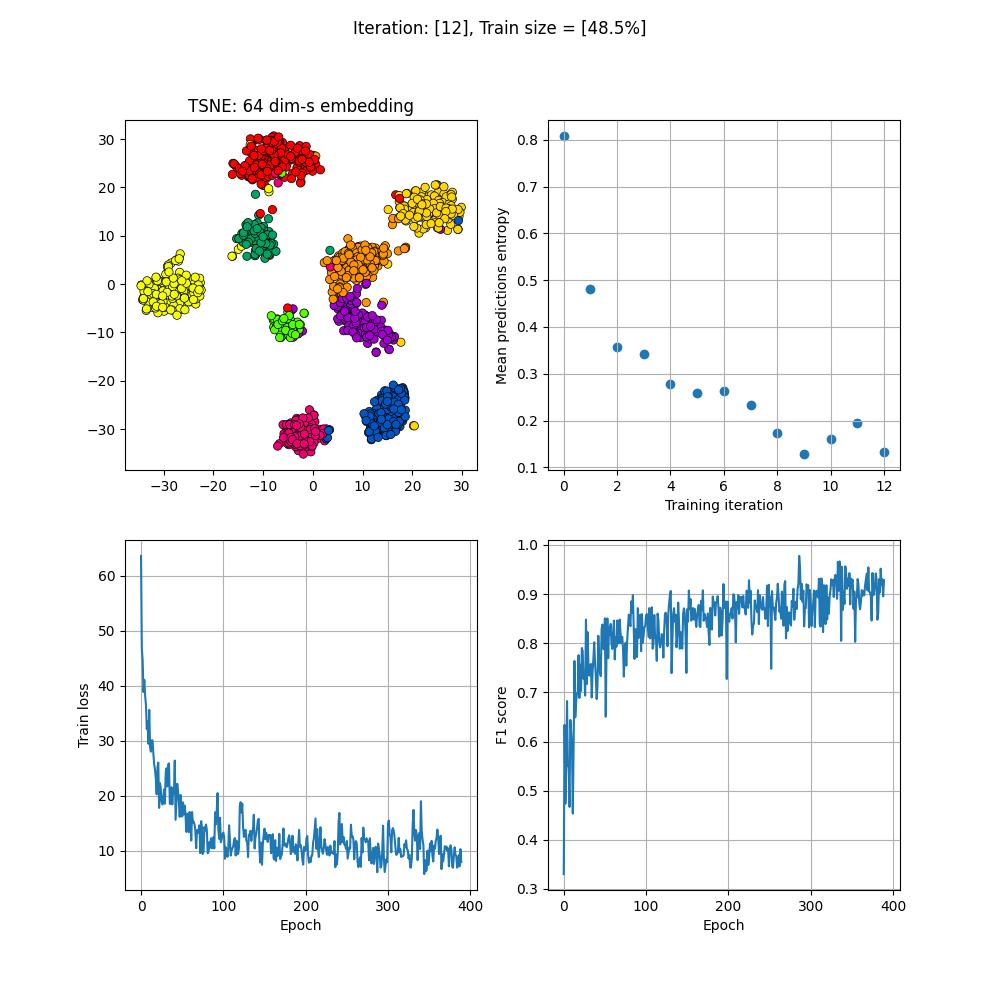 Iteration: [12], Train size = [48.5%]
TSNE: 64 dim-s embedding
30
20
10
0
−10
−20
−30
−30 −20 −10 0 10 20 30
Mean predictions entropy
0.8
0.7
0.6
0.5
0.4
0.3
0.2
0.1
0 2 4 6 8 10 12
Training iteration
Train loss
60
50
40
30
20
10
0 100 200 300 400
Epoch
F1 score
1.0
0.9
0.8
0.7
0.6
0.5
0.4
0.3
0 100 200 300 400
Epoch